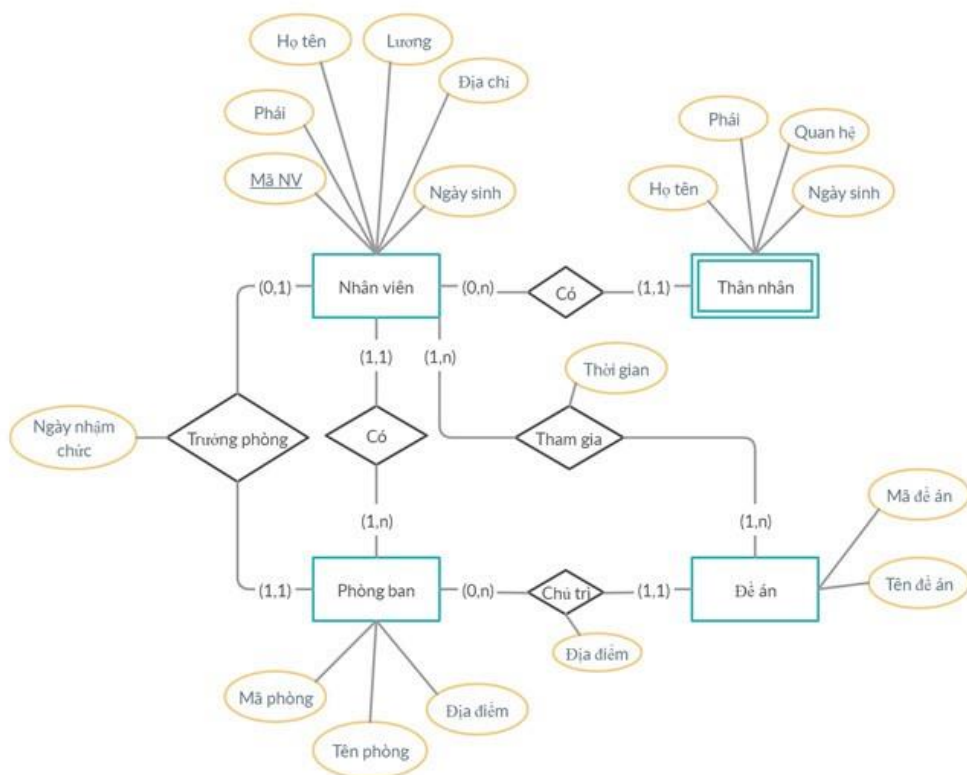 Họ tên
Lương
Địa chỉ
Phái
Mã NV
Ngày sinh
Phái
Quan hệ
Họ tên
Ngày sinh
(0,1)
Nhân viên
(0,n)
Có
(1,1)
Thân nhân
(1,1)
(1,n)
Thời gian
Ngày nhậm
chức
Trưởng phòng
Có
Tham gia
Mã đề án
(1,n)
(1,n)
(1,1)
Phòng ban
(0,n)
Chủ trì
(1,1)
Đề án
Tên đề án
Địa điểm
Mã phòng
Tên phòng
Địa điểm